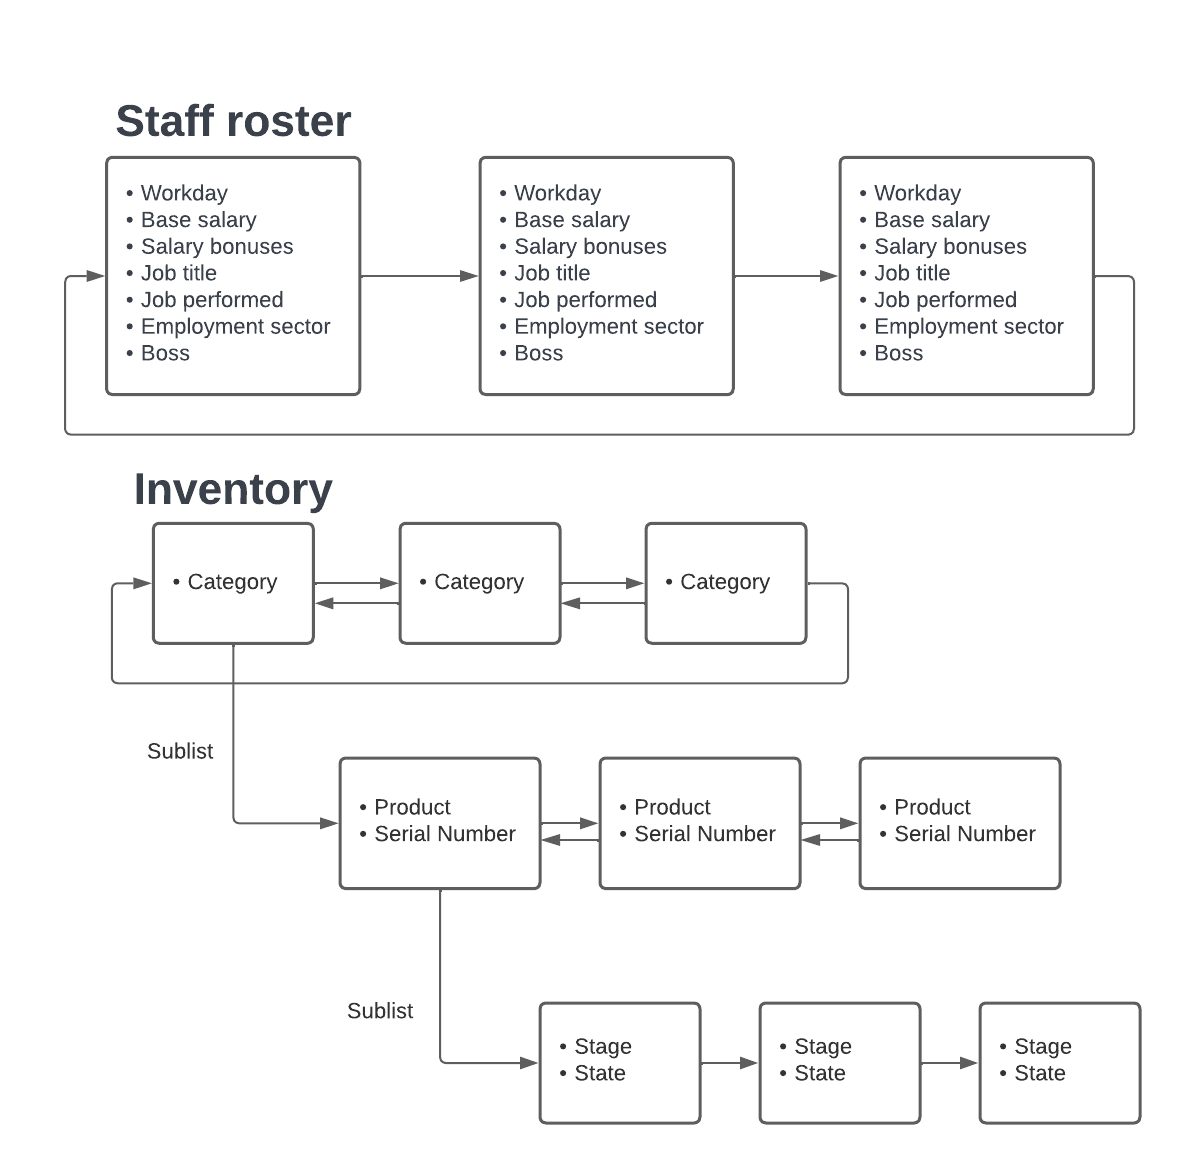 Staff roster
• Workday
• Base salary
• Salary bonuses
• Job title
• Job performed
• Employment sector
• Boss
• Workday
• Base salary
• Salary bonuses
• Job title
• Job performed
• Employment sector
• Boss
• Workday
• Base salary
• Salary bonuses
• Job title
• Job performed
• Employment sector
• Boss
Inventory
• Category
• Category
• Category
Sublist
• Product
• Serial Number
• Product
• Serial Number
• Product
• Serial Number
Sublist
• Stage
• State
• Stage
• State
• Stage
• State